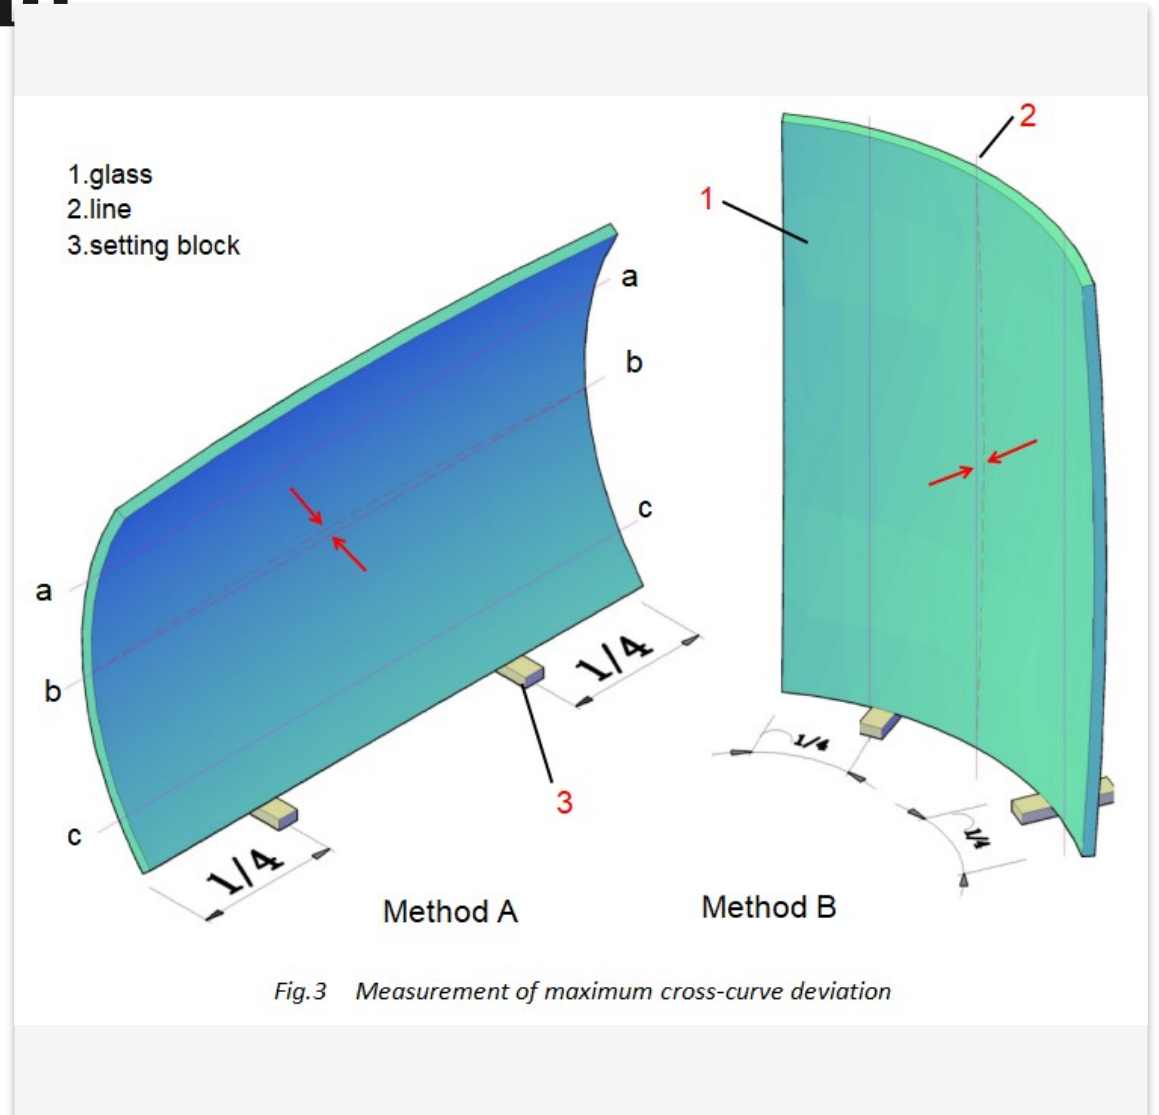 1.glass
2.line
3.setting block
a
b
c
a
b
c
1/4
1/4
3
Method A
1
2
1/4
1/4
Method B
Fig.3 Measurement of maximum cross-curve deviation